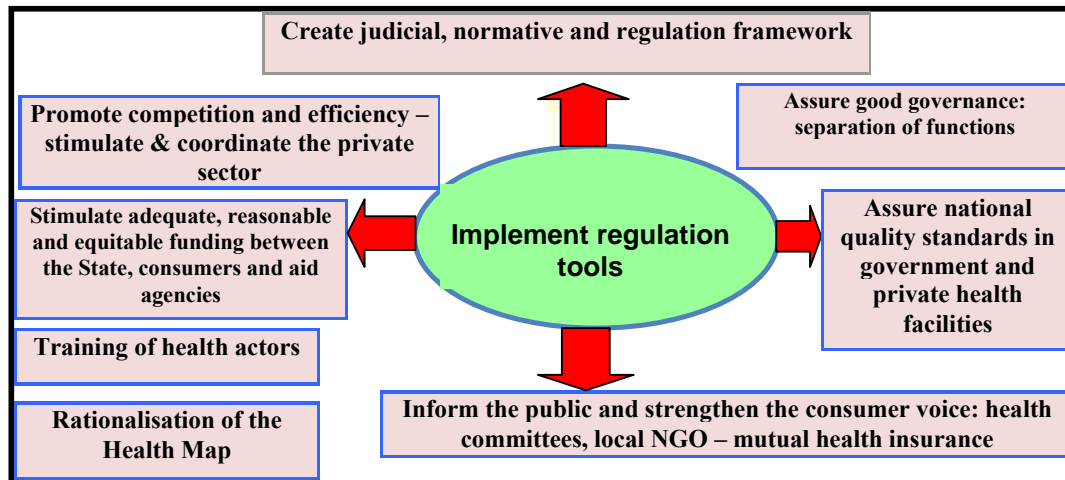 Create judicial, normative and regulation framework
Promote competition and efficiency –
stimulate & coordinate the private
sector
Assure good governance:
separation of functions
Stimulate adequate, reasonable
and equitable funding between
the State, consumers and aid
agencies
Implement regulation
tools
Assure national
quality standards in
government and
private health
facilities
Training of health actors
Rationalisation of the
Health Map
Inform the public and strengthen the consumer voice: health
committees, local NGO – mutual health insurance